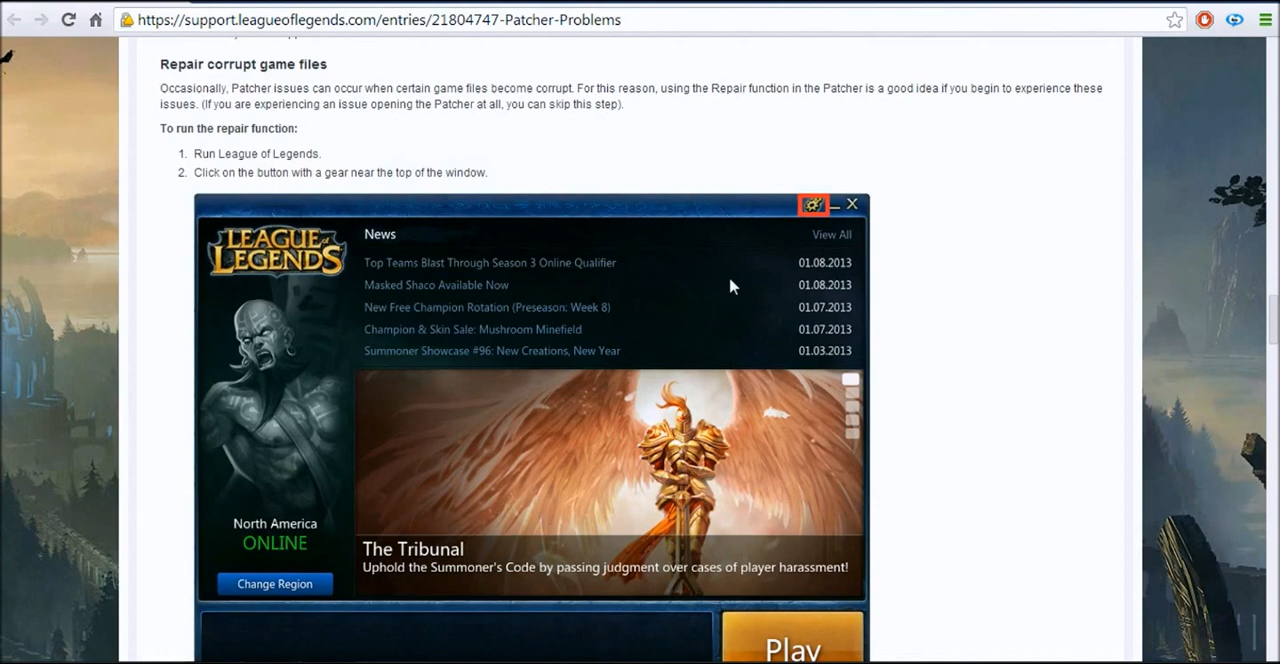 https://support.leagueoflegends.com/entries/21804747-Patcher-Problems
Repair corrupt game files
Occasionally, Patcher issues can occur when certain game files become corrupt. For this reason, using the Repair function in the Patcher is a good idea if you begin to experience these
issues. (If you are experiencing an issue opening the Patcher at all, you can skip this step).
To run the repair function:
1. Run League of Legends.
2. Click on the button with a gear near the top of the window.
LEAGUE of
LEGENDS
News View All
Top Teams Blast Through Season 3 Online Qualifier 01.08.2013
Masked Shaco Available Now 01.08.2013
New Free Champion Rotation (Preseason: Week 8) 01.07.2013
Champion & Skin Sale: Mushroom Minefield 01.07.2013
Summoner Showcase #96: New Creations, New Year 01.03.2013
North America
ONLINE
Change Region
The Tribunal
Uphold the Summoner's Code by passing judgment over cases of player harassment!
Play